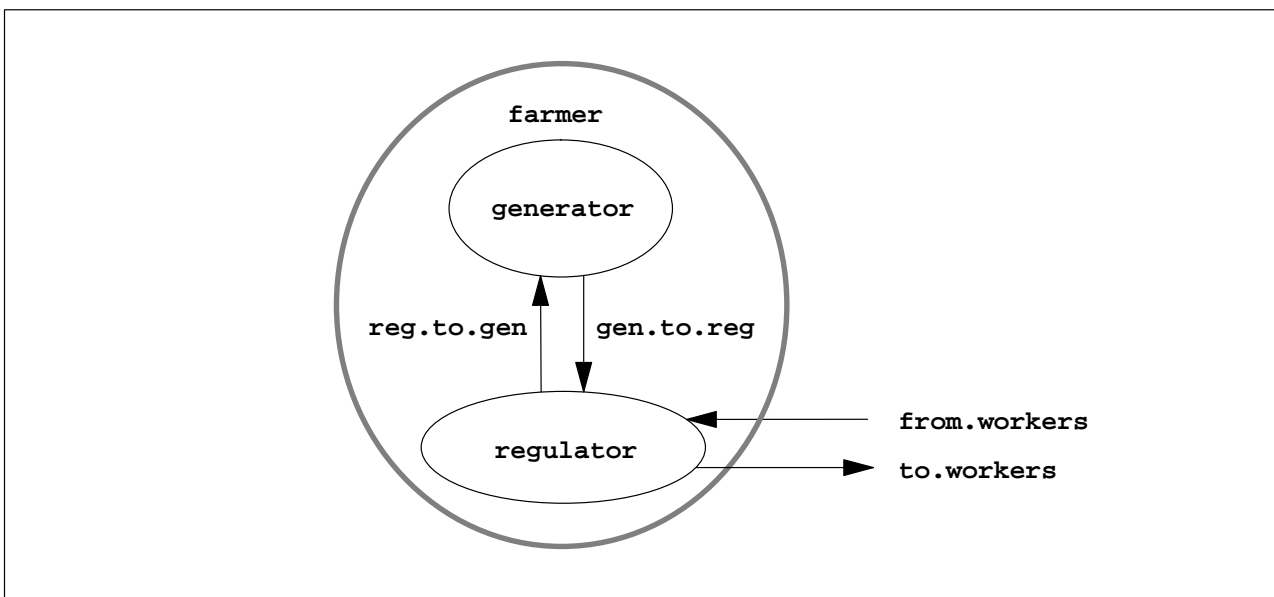 farmer
generator
reg.to.gen
gen.to.reg
from.workers
regulator
to.workers